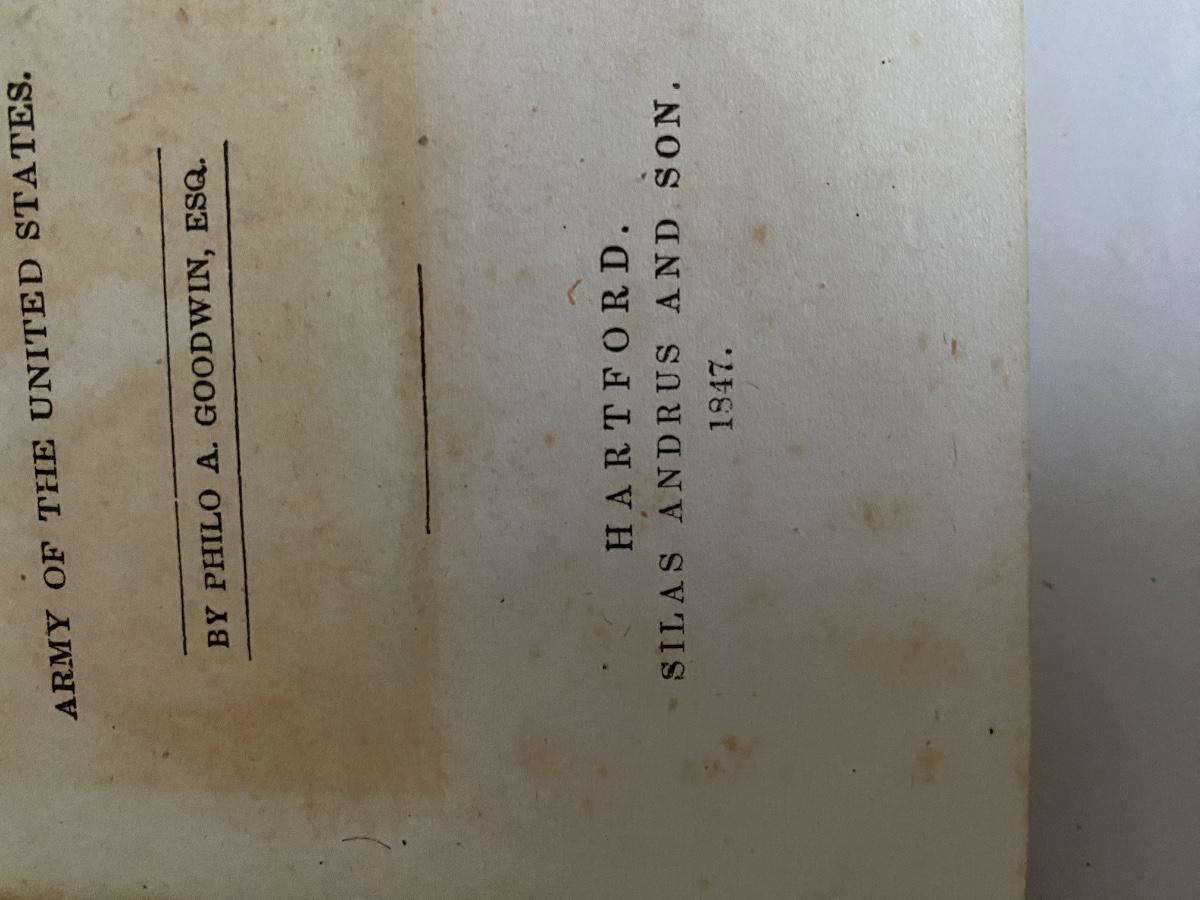 ARMY OF THE UNITED STATES.
BY PHILO A. GOODWIN, ESQ.
HARTFORD.
SILAS ANDRUS AND SON.
1847.